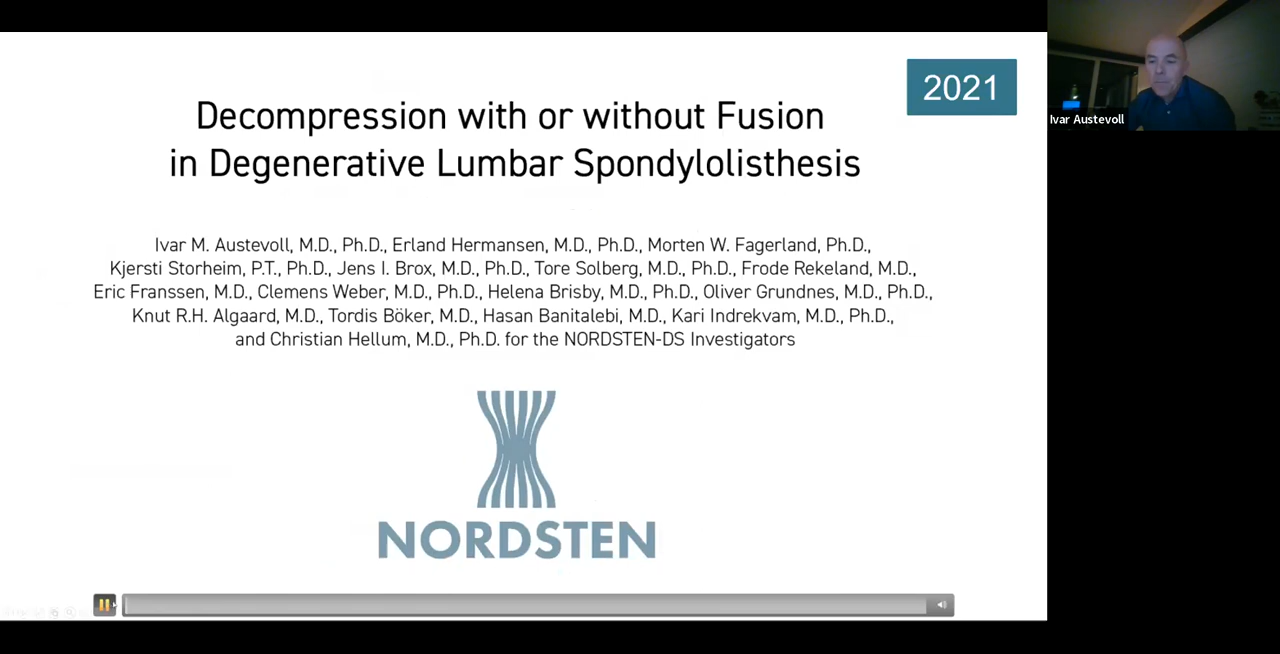 2021
Decompression with or without Fusion
in Degenerative Lumbar Spondylolisthesis
Ivar M. Austevoll, M.D., Ph.D., Erland Hermansen, M.D., Ph.D., Morten W. Fagerland, Ph.D.,
Kjersti Storheim, P.T., Ph.D., Jens I. Brox, M.D., Ph.D., Tore Solberg, M.D., Ph.D., Frode Rekeland, M.D.,
Eric Franssen, M.D., Clemens Weber, M.D., Ph.D., Helena Brisby, M.D., Ph.D., Oliver Grundnes, M.D., Ph.D.,
Knut R.H. Algaard, M.D., Tordis Böker, M.D., Hasan Banitalebi, M.D., Kari Indrekvam, M.D., Ph.D.,
and Christian Hellum, M.D., Ph.D. for the NORDSTEN-DS Investigators
NORDSTEN
Ivar Austevoll